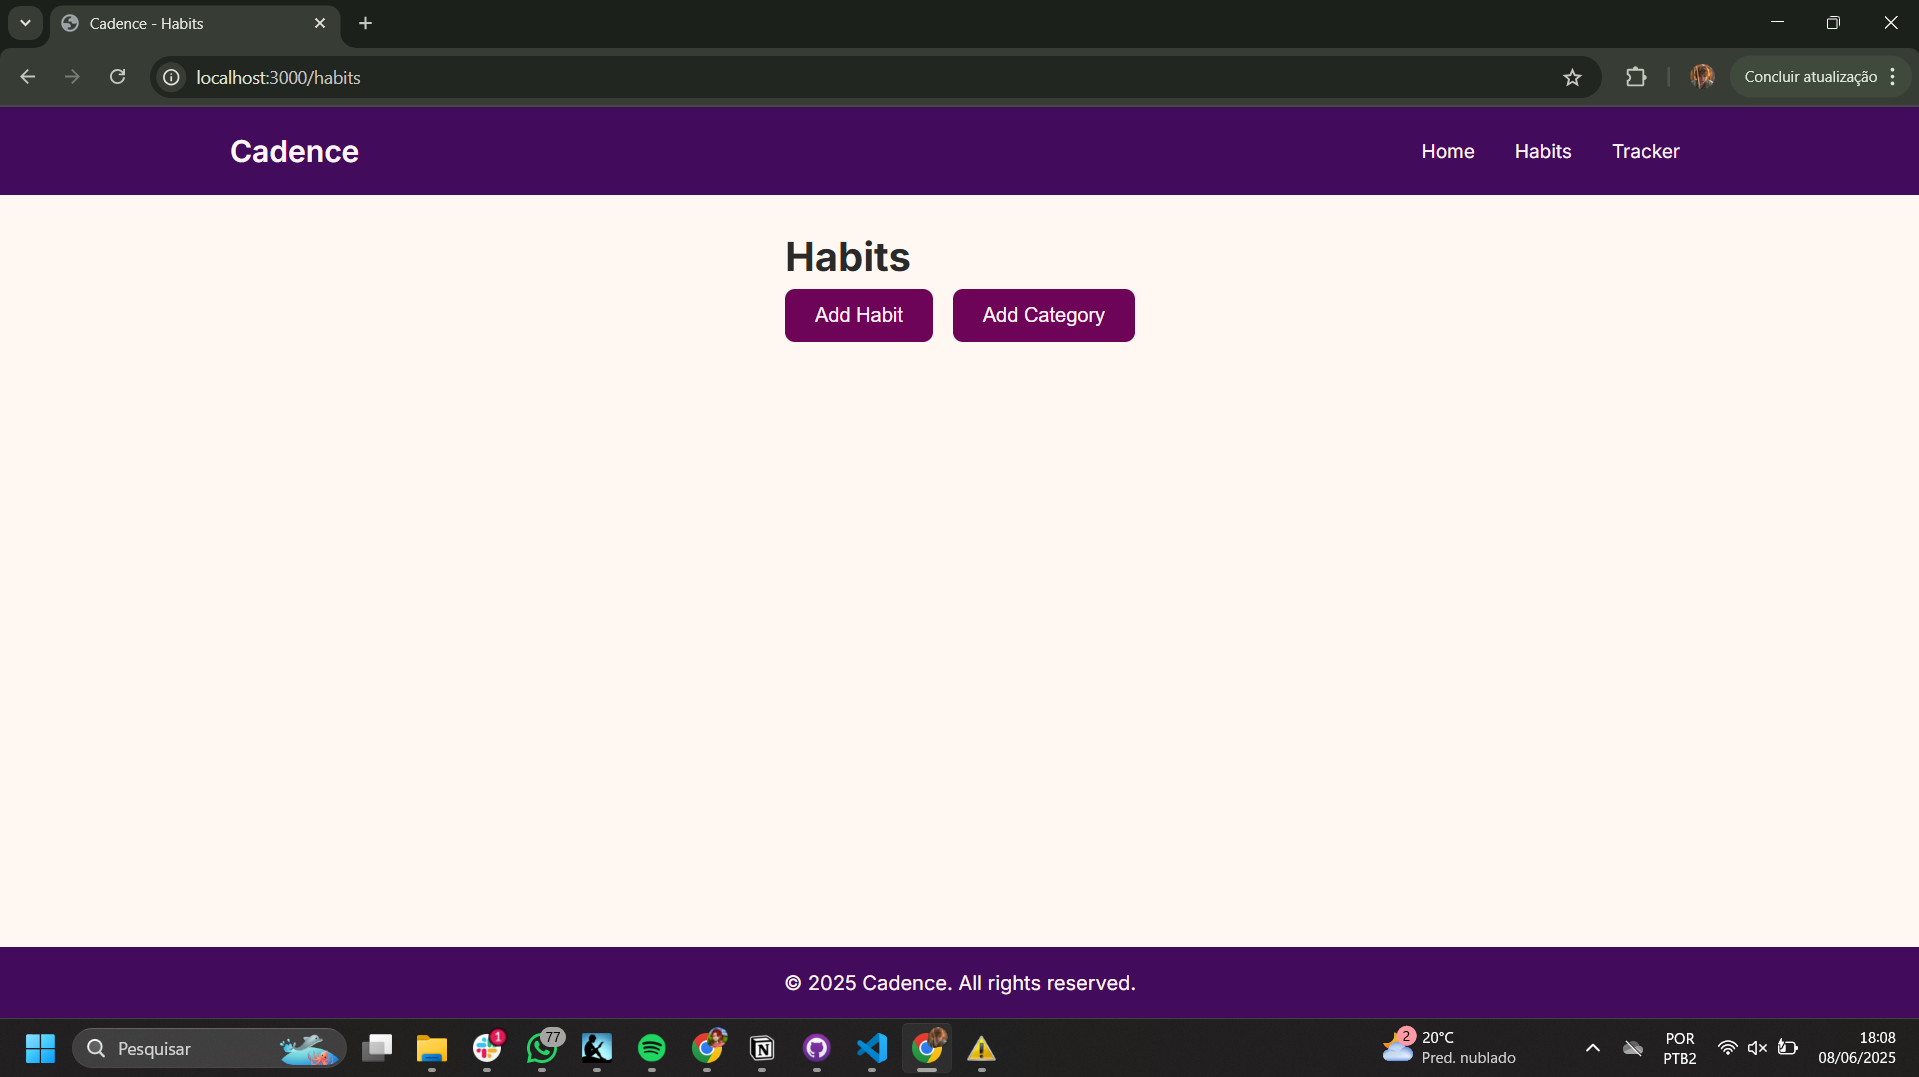 Cadence - Habits
localhost:3000/habits
Concluir atualização
Cadence
Home
Habits
Tracker
Habits
Add Habit
Add Category
© 2025 Cadence. All rights reserved.
Pesquisar
1
77
2
20°C
Pred. nublado
POR
PTB2
18:08
08/06/2025